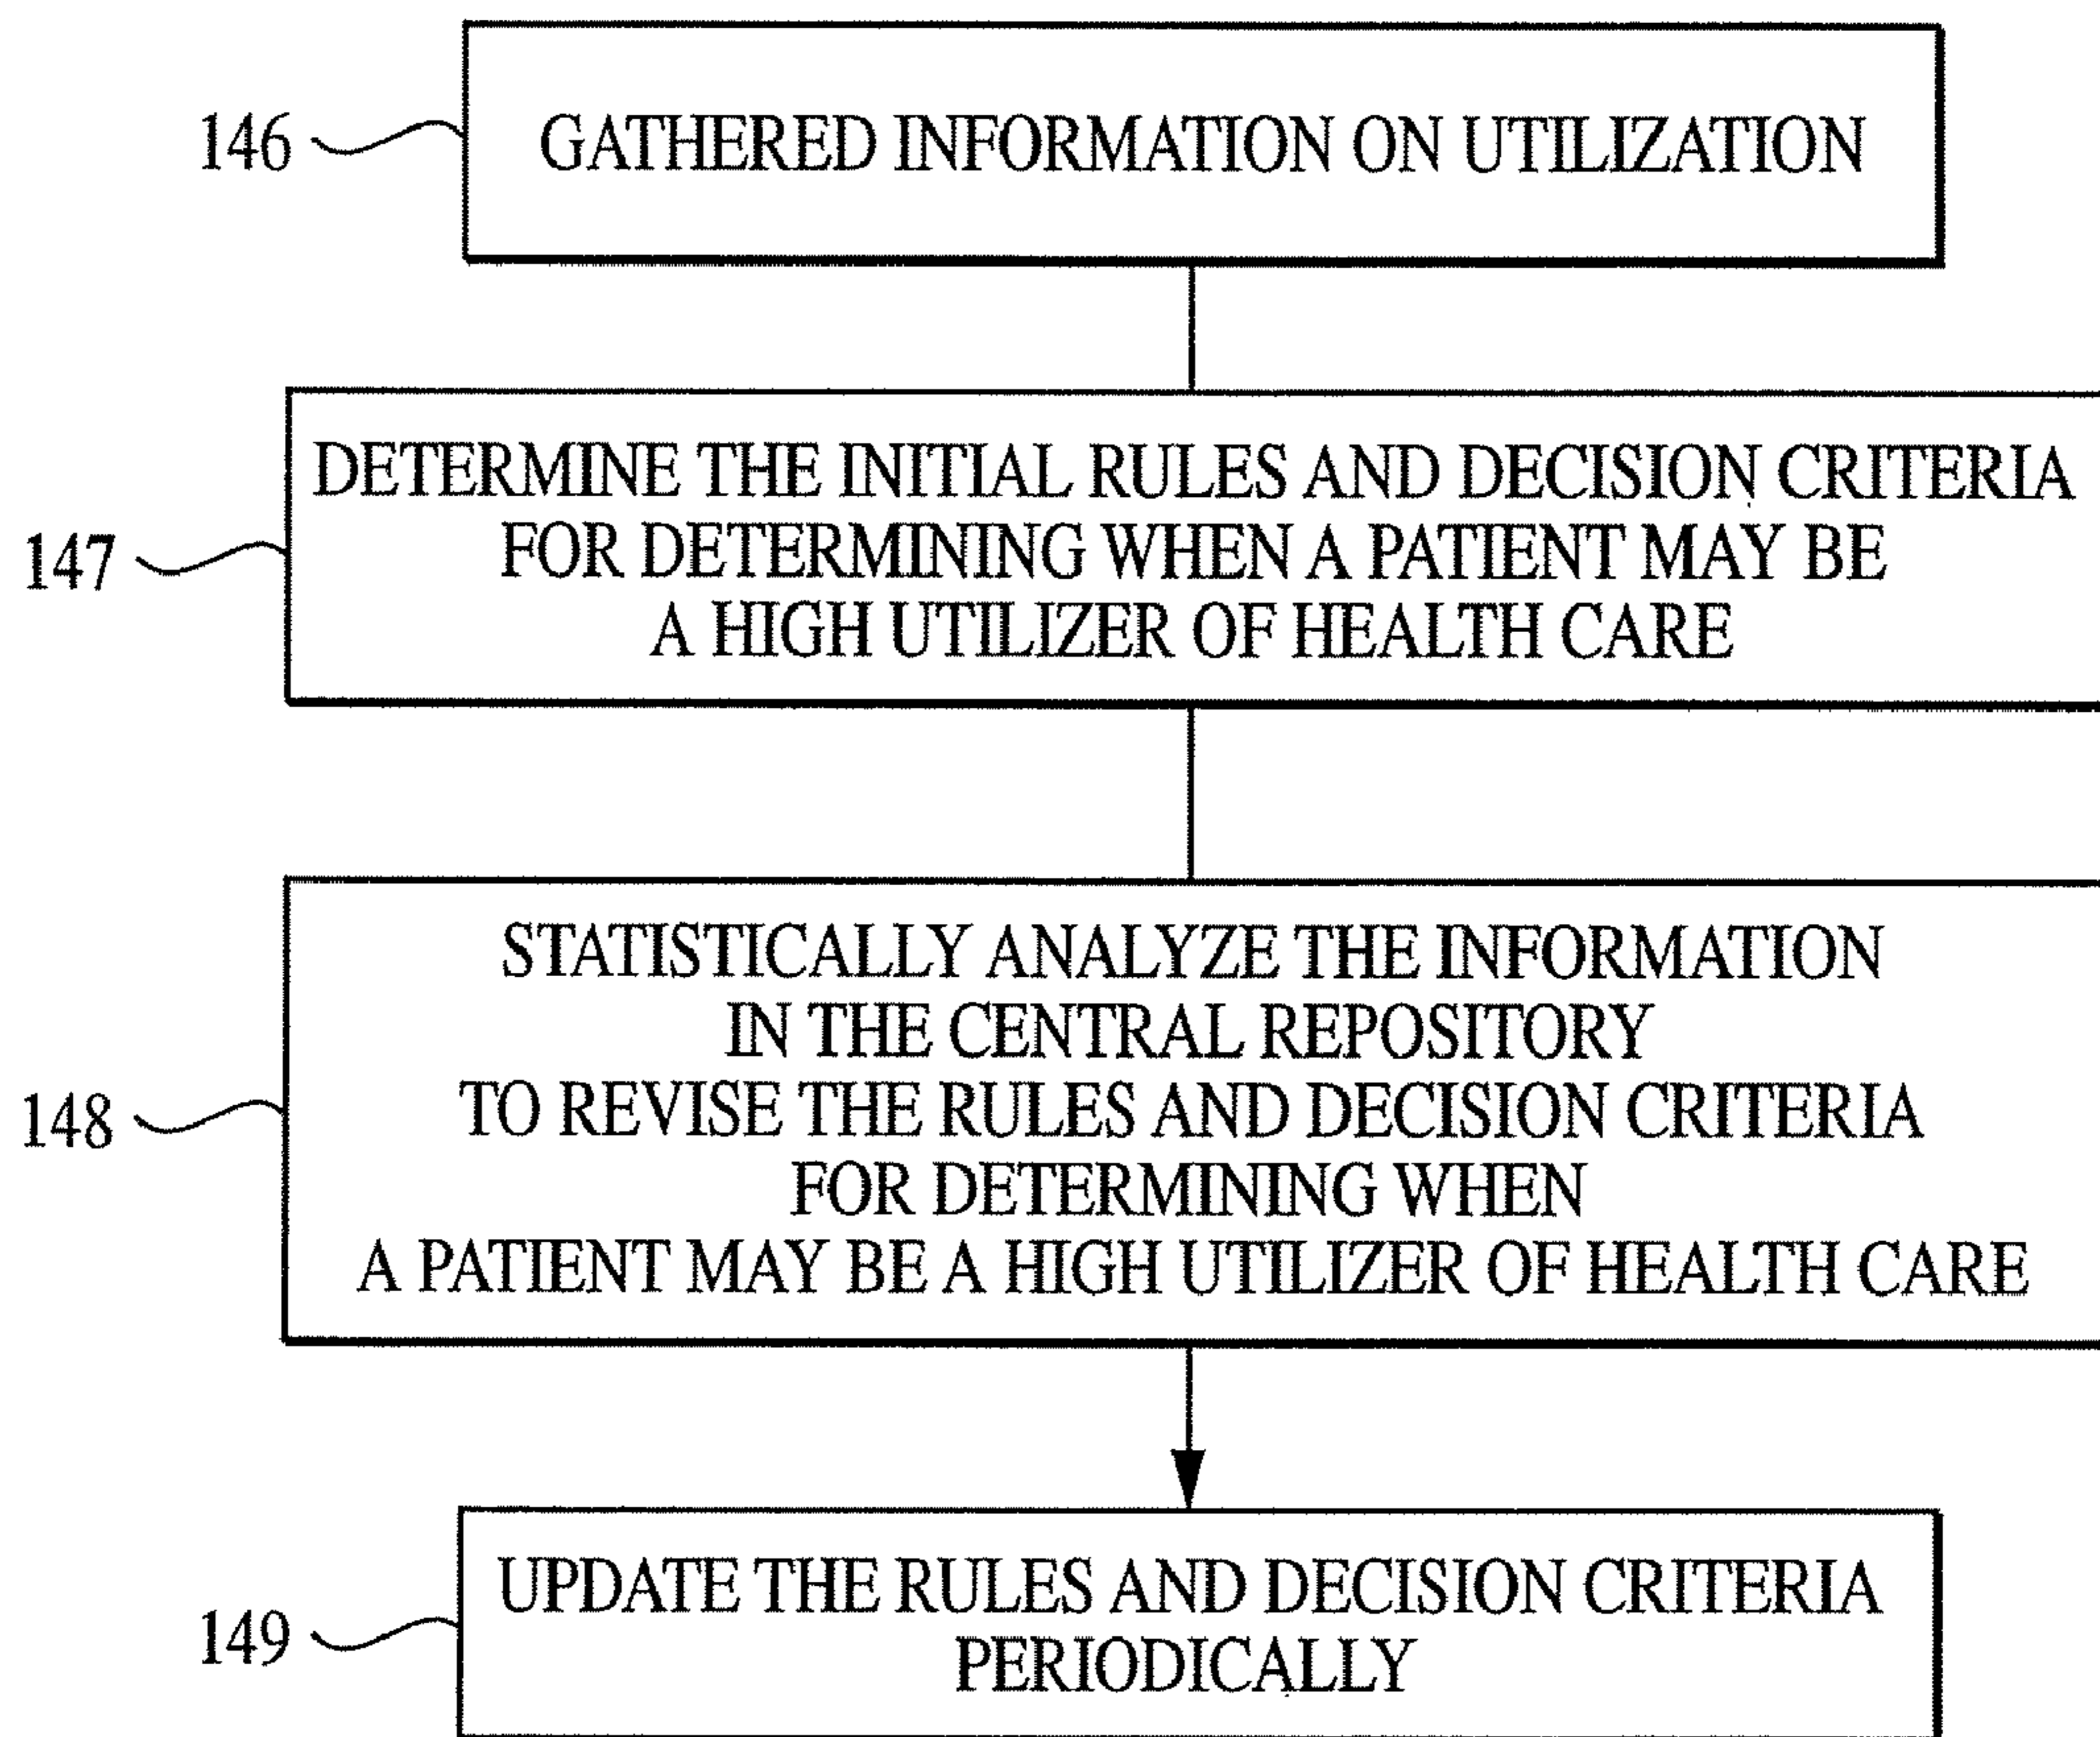 146
GATHERED INFORMATION ON UTILIZATION
147
DETERMINE THE INITIAL RULES AND DECISION CRITERIA
FOR DETERMINING WHEN A PATIENT MAY BE
A HIGH UTILIZER OF HEALTH CARE
148
STATISTICALLY ANALYZE THE INFORMATION
IN THE CENTRAL REPOSITORY
TO REVISE THE RULES AND DECISION CRITERIA
FOR DETERMINING WHEN
A PATIENT MAY BE A HIGH UTILIZER OF HEALTH CARE
149
UPDATE THE RULES AND DECISION CRITERIA
PERIODICALLY